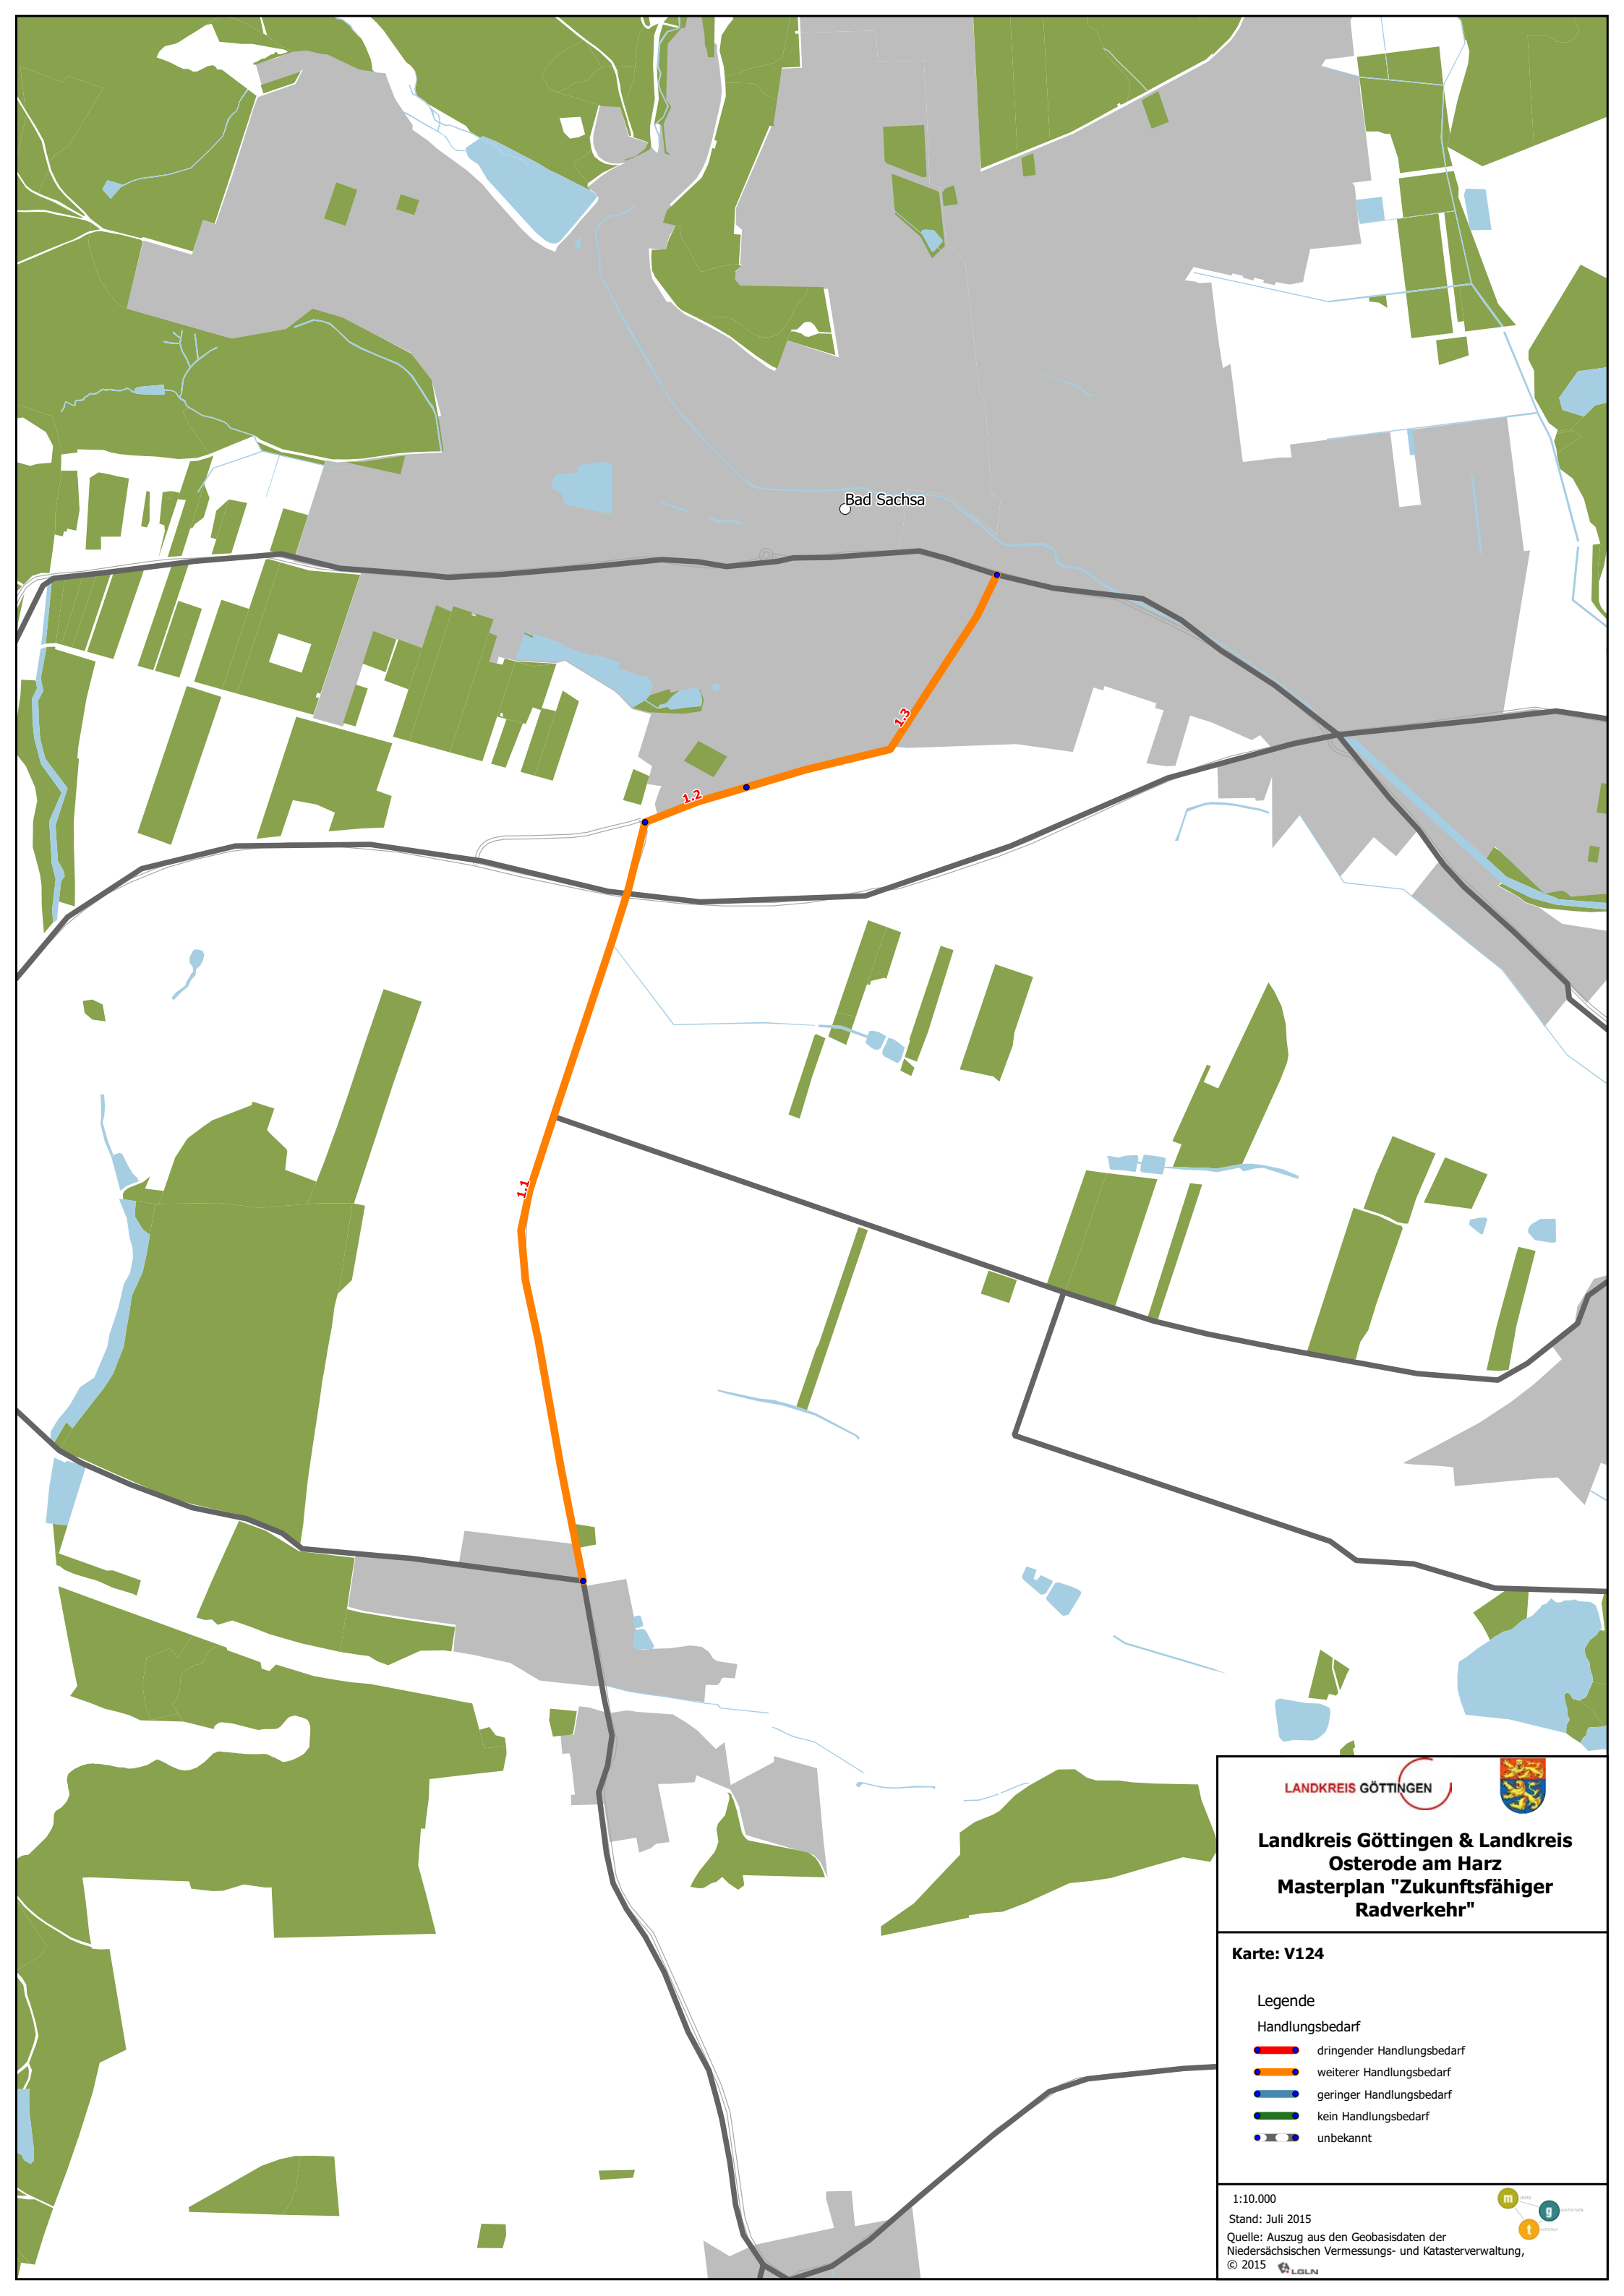 Bad Sachsa
1.3
1.2
1.1
LANDKREIS GÖTTINGEN
Landkreis Göttingen & Landkreis
Osterode am Harz
Masterplan "Zukunftsfähiger
Radverkehr"
Karte: V124
Legende
Handlungsbedarf
dringender Handlungsbedarf
weiterer Handlungsbedarf
geringer Handlungsbedarf
kein Handlungsbedarf
unbekannt
1:10.000
Stand: Juli 2015
Quelle: Auszug aus den Geobasisdaten der
Niedersächsischen Vermessungs- und Katasterverwaltung,
© 2015 LGLN
m
g
t